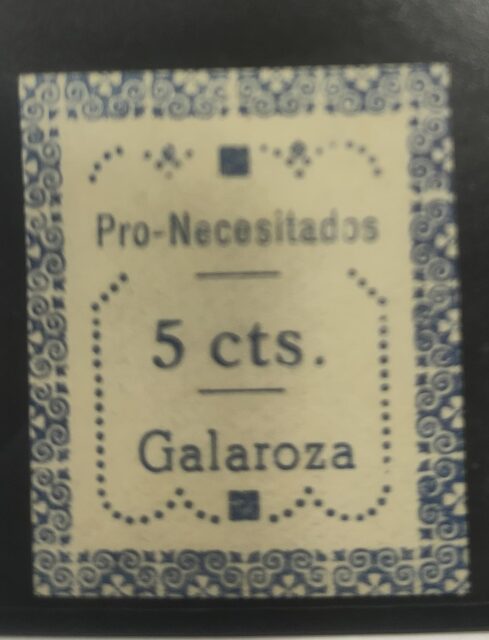 Pro-Necesitados
5 cts.
Galaroza